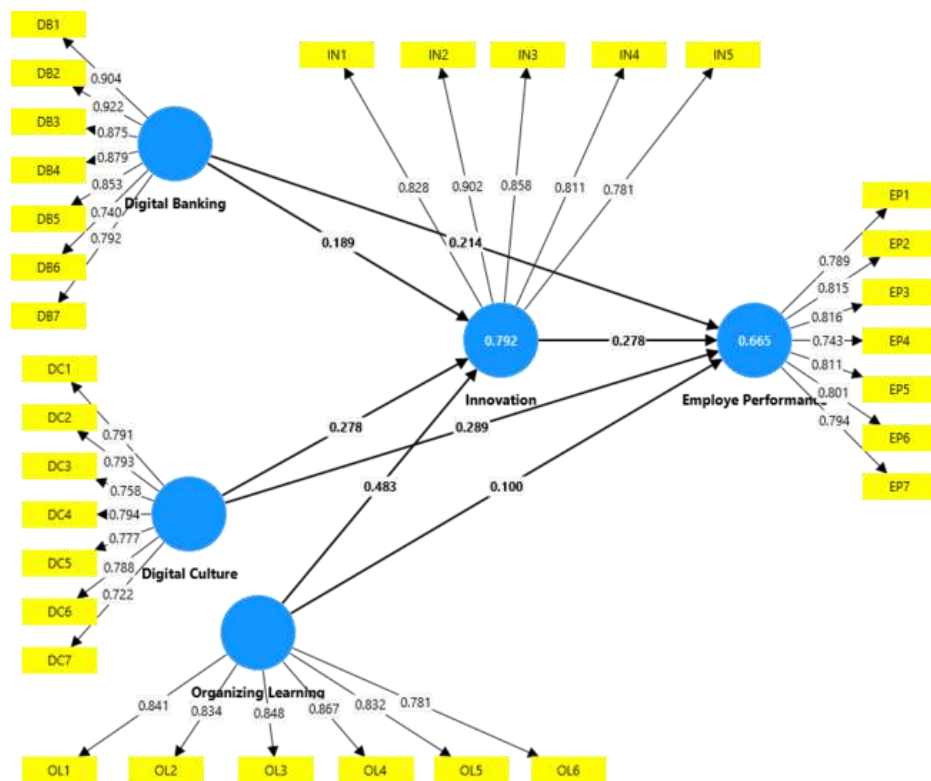 DB1
DB2
DB3
DB4
DB5
DB6
DB7
0.904
0.922
0.875
0.879
0.853
0.740
0.792
Digital Banking
IN1
IN2
IN3
IN4
IN5
0.828
0.902
0.858
0.811
0.781
0.189
0.214
0.792
Innovation
0.278
0.665
Employe Performance
EP1
EP2
EP3
EP4
EP5
EP6
EP7
0.789
0.815
0.816
0.743
0.811
0.801
0.794
DC1
DC2
DC3
DC4
DC5
DC6
DC7
0.791
0.793
0.758
0.794
0.777
0.788
0.722
Digital Culture
0.278
0.289
0.483
0.100
Organizing Learning
0.841
0.834
0.848
0.867
0.832
0.781
OL1
OL2
OL3
OL4
OL5
OL6